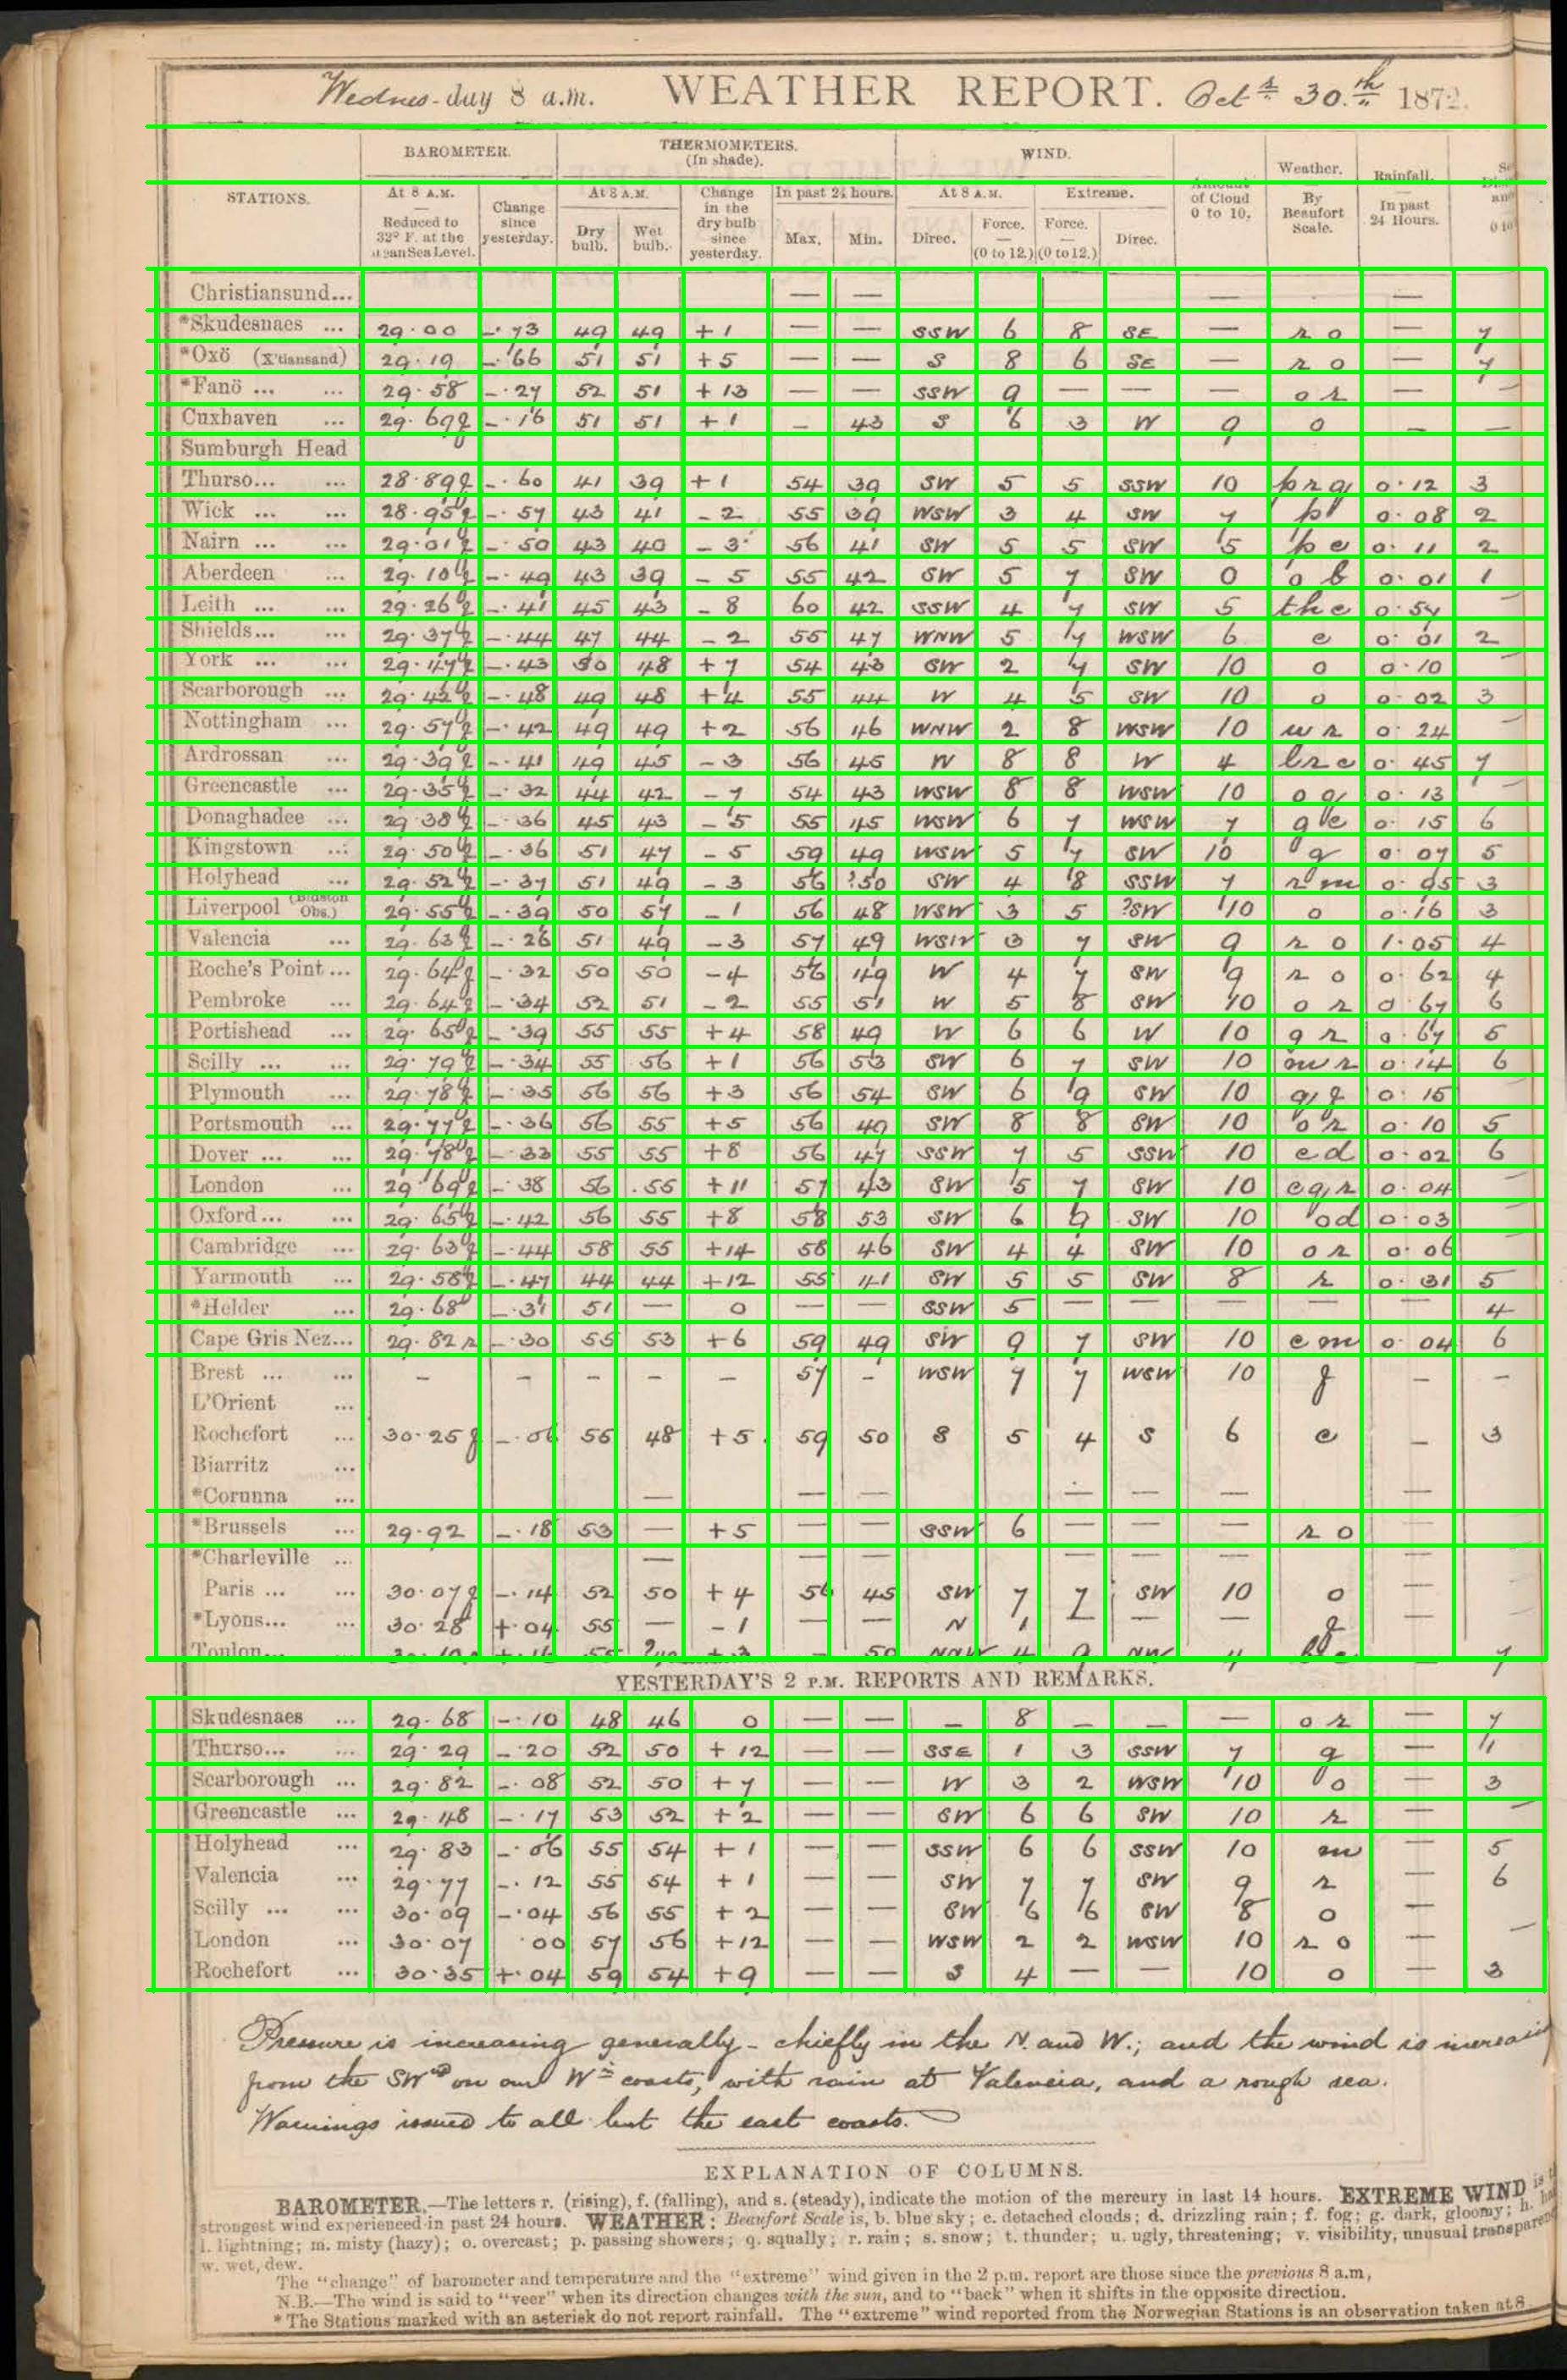 Wednes-day 8 a.m. WEATHER REPORT. Oct.r 30.th 1872.
BAROMETER. THERMOMETERS. (In shade). WIND. Weather. Rainfall.
STATIONS. At 8 A.M. At 8 A.M. Change in the dry bulb since yesterday. In past 24 hours. At 8 A.M. Extreme. of Cloud 0 to 10. By Beaufort Scale. In past 24 Hours.
Reduced to 32° F. at the Mean Sea Level. Change since yesterday. Dry bulb. Wet bulb. Max. Min. Direc. Force. (0 to 12.) Force. (0 to 12.) Direc.
Christiansund... — — — —
*Skudesnaes ... 29.00 -.73 49 49 +1 — — SSW 6 8 SE — r o — 7
*Oxö (X'tiansand) 29.19 -.66 51 51 +5 — — S 8 6 SE — r o — 7
*Fanö ... ... 29.58 -.27 52 51 +13 — — SSW 9 — — — o r — —
Cuxhaven ... 29.69f -.16 51 51 +1 — 43 S 6 3 W 9 o — —
Sumburgh Head
Thurso... ... 28.89f -.60 41 39 +1 54 39 SW 5 5 SSW 10 p r q 0.12 3
Wick ... ... 28.95f -.57 43 41 -2 55 39 WSW 3 4 SW 7 p 0.08 2
Nairn ... ... 29.01f -.50 43 40 -3 56 41 SW 5 5 SW 5 p c 0.11 2
Aberdeen ... 29.10f -.49 43 39 -5 55 42 SW 5 7 SW 0 o b 0.01 1
Leith ... ... 29.26f -.41 45 43 -8 60 42 SSW 4 7 SW 5 thc 0.57 —
Shields... ... 29.37f -.44 47 44 -2 55 47 WNW 5 7 WSW 6 c 0.01 2
York ... ... 29.47f -.43 50 48 +7 54 43 SW 2 7 SW 10 o 0.10 —
Scarborough ... 29.42f -.48 49 48 +4 55 44 W 4 5 SW 10 o 0.02 3
Nottingham ... 29.57f -.42 49 49 +2 56 46 WNW 2 8 WSW 10 w r 0.24 —
Ardrossan ... 29.39f -.41 49 45 -3 56 45 W 8 8 W 4 brc 0.45 7
Greencastle ... 29.35f -.32 44 42 -7 54 43 WSW 8 8 WSW 10 o q 0.13 —
Donaghadee ... 29.38f -.36 45 43 -5 55 45 WSW 6 7 WSW 7 q c 0.15 6
Kingstown ... 29.50f -.36 51 47 -5 59 49 WSW 5 7 SW 10 g 0.07 5
Holyhead ... 29.52f -.37 51 49 -3 56 ?50 SW 4 8 SSW 7 r m 0.95 3
Liverpool (Bidston Obs.) 29.55f -.39 50 57 -1 56 48 WSW 3 5 ?SW 10 o 0.16 3
Valencia ... 29.63f -.26 51 49 -3 57 49 WSW 3 7 SW 9 r o 1.05 4
Roche's Point... 29.64f -.32 50 50 -4 56 49 W 4 7 SW 9 r o 0.62 4
Pembroke ... 29.64f -.34 52 51 -2 55 51 W 5 8 SW 10 o r 0.67 6
Portishead ... 29.65f -.39 55 55 +4 58 49 W 6 6 W 10 g r 0.67 5
Scilly ... ... 29.79f -.34 55 56 +1 56 53 SW 6 7 SW 10 m r 0.14 6
Plymouth ... 29.78f -.35 56 56 +3 56 54 SW 6 9 SW 10 q f 0.15
Portsmouth ... 29.77f -.36 56 55 +5 56 49 SW 8 8 SW 10 o r 0.10 5
Dover ... ... 29.78f -.33 55 55 +8 56 47 SSW 7 5 SSW 10 c d 0.02 6
London ... 29.69f -.38 56 .55 +11 57 43 SW 5 7 SW 10 cqr 0.04 —
Oxford... ... 29.65f -.42 56 55 +8 58 53 SW 6 9 SW 10 od 0.03 —
Cambridge ... 29.63f -.44 58 55 +14 58 46 SW 4 4 SW 10 o r 0.06
Yarmouth ... 29.58f -.47 44 44 +12 55 41 SW 5 5 SW 8 r 0.31 5
*Helder ... 29.68 -.31 51 — 0 — — SSW 5 — — — — — 4
Cape Gris Nez... 29.82r -.30 55 53 +6 59 49 SW 9 7 SW 10 c m 0.04 6
Brest ... ... — — — — — 57 — WSW 7 7 WSW 10 f — —
L'Orient ...
Rochefort ... 30.25f -.06 55 48 +5 59 50 S 5 4 S 6 c — 3
Biarritz ...
*Corunna ... — — — — — — —
*Brussels ... 29.92 -.18 53 — +5 — — SSW 6 — — — r o —
*Charleville ... — — — — — — —
Paris ... ... 30.07f -.14 52 50 +4 56 45 SW 7 7 SW 10 o —
*Lyons... ... 30.28 +.04 55 — -1 — — N 1 — — — f —
Toulon... — 50 NNW 4 9 NW 4 — 7
YESTERDAY'S 2 P.M. REPORTS AND REMARKS.
Skudesnaes ... 29.68 -.10 48 46 0 — — — 8 — — — o r — 7
Thurso... ... 29.29 -.20 52 50 +12 — — SSE 1 3 SSW 7 g —
Scarborough ... 29.82 -.08 52 50 +7 — — W 3 2 WSW 10 o — 3
Greencastle ... 29.48 -.17 53 52 +2 — — SW 6 6 SW 10 r — —
Holyhead ... 29.83 -.06 55 54 +1 — — SSW 6 6 SSW 10 m — 5
Valencia ... 29.77 -.12 55 54 +1 — — SW 7 7 SW 9 r — 6
Scilly ... ... 30.09 -.04 56 55 +2 — — SW 6 6 SW 8 o —
London ... 30.07 .00 57 56 +12 — — WSW 2 2 WSW 10 r o — —
Rochefort ... 30.35 +.04 59 54 +9 — — S 4 — — 10 o — 3
Pressure is increasing generally - chiefly in the N. and W.; and the wind is
from the SWd on our Wn coasts, with rain at Valencia, and a rough sea.
Warnings issued to all but the east coasts.
EXPLANATION OF COLUMNS.
BAROMETER.—The letters r. (rising), f. (falling), and s. (steady), indicate the motion of the mercury in last 14 hours. EXTREME WIND is
strongest wind experienced in past 24 hours. WEATHER: Beaufort Scale is, b. blue sky; c. detached clouds; d. drizzling rain; f. fog; g. dark, gloomy; h.
l. lightning; m. misty (hazy); o. overcast; p. passing showers; q. squally; r. rain; s. snow; t. thunder; u. ugly, threatening; v. visibility, unusual
w. wet, dew.
The "change" of barometer and temperature and the "extreme" wind given in the 2 p.m. report are those since the previous 8 a.m,
N.B.—The wind is said to "veer" when its direction changes with the sun, and to "back" when it shifts in the opposite direction.
* The Stations marked with an asterisk do not report rainfall. The "extreme" wind reported from the Norwegian Stations is an observation taken at 8